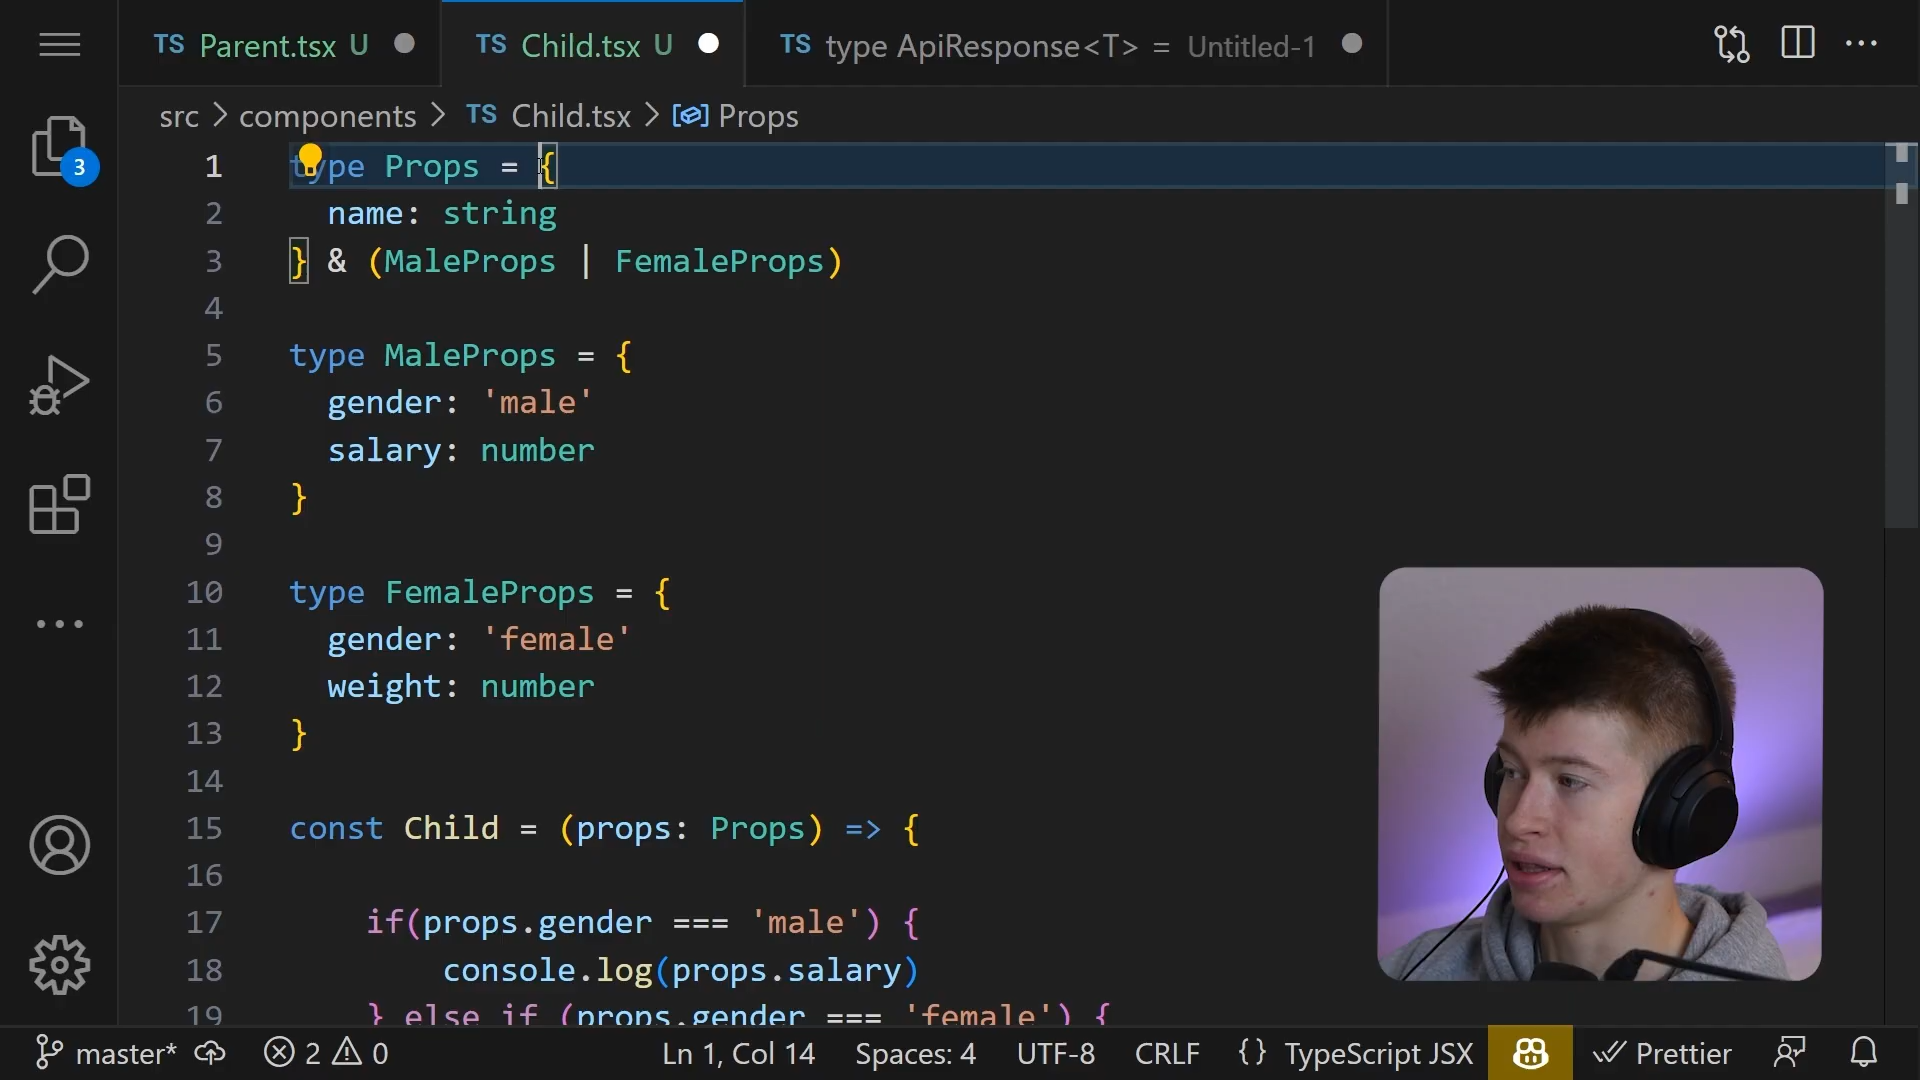 TS Parent.tsx U
TS Child.tsx U
TS type ApiResponse<T> = Untitled-1
src > components > TS Child.tsx > Props
3
1 type Props = {
2 name: string
3 } & (MaleProps | FemaleProps)
4
5 type MaleProps = {
6 gender: 'male'
7 salary: number
8 }
9
10 type FemaleProps = {
11 gender: 'female'
12 weight: number
13 }
14
15 const Child = (props: Props) => {
16
17 if(props.gender === 'male') {
18 console.log(props.salary)
19 } else if (props.gender === 'female') {
master* 2 0 Ln 1, Col 14 Spaces: 4 UTF-8 CRLF {} TypeScript JSX Prettier